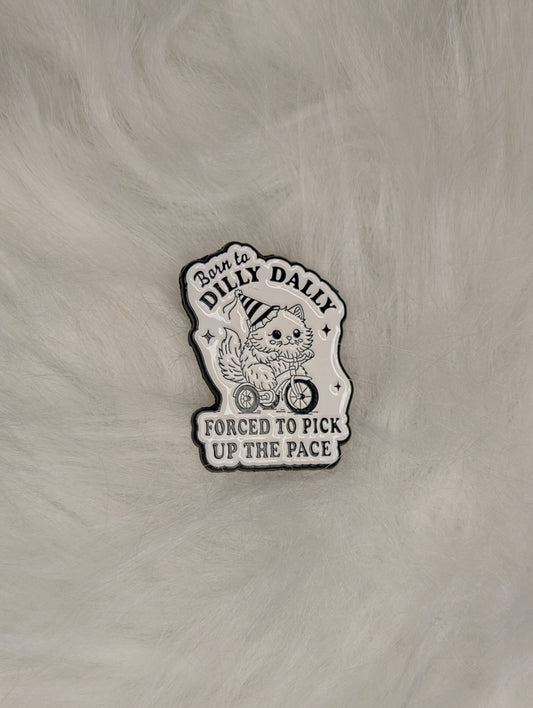 Born to
DILLY DALLY
FORCED TO PICK
UP THE PACE